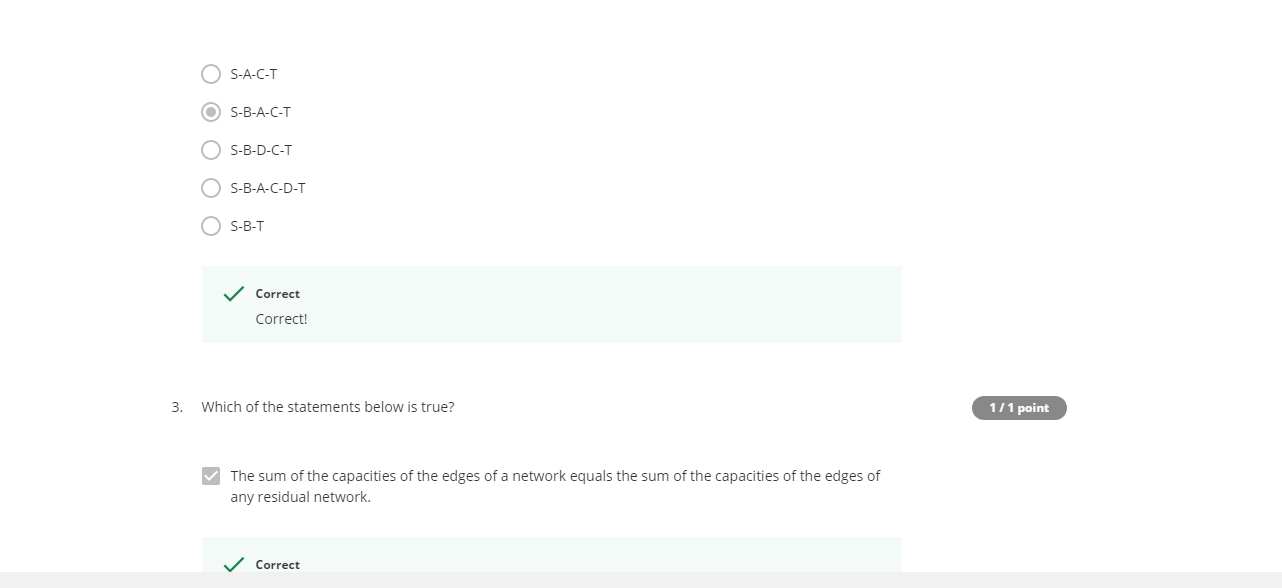 S-A-C-T
S-B-A-C-T
S-B-D-C-T
S-B-A-C-D-T
S-B-T
Correct
Correct!
3. Which of the statements below is true?
1 / 1 point
The sum of the capacities of the edges of a network equals the sum of the capacities of the edges of
any residual network.
Correct